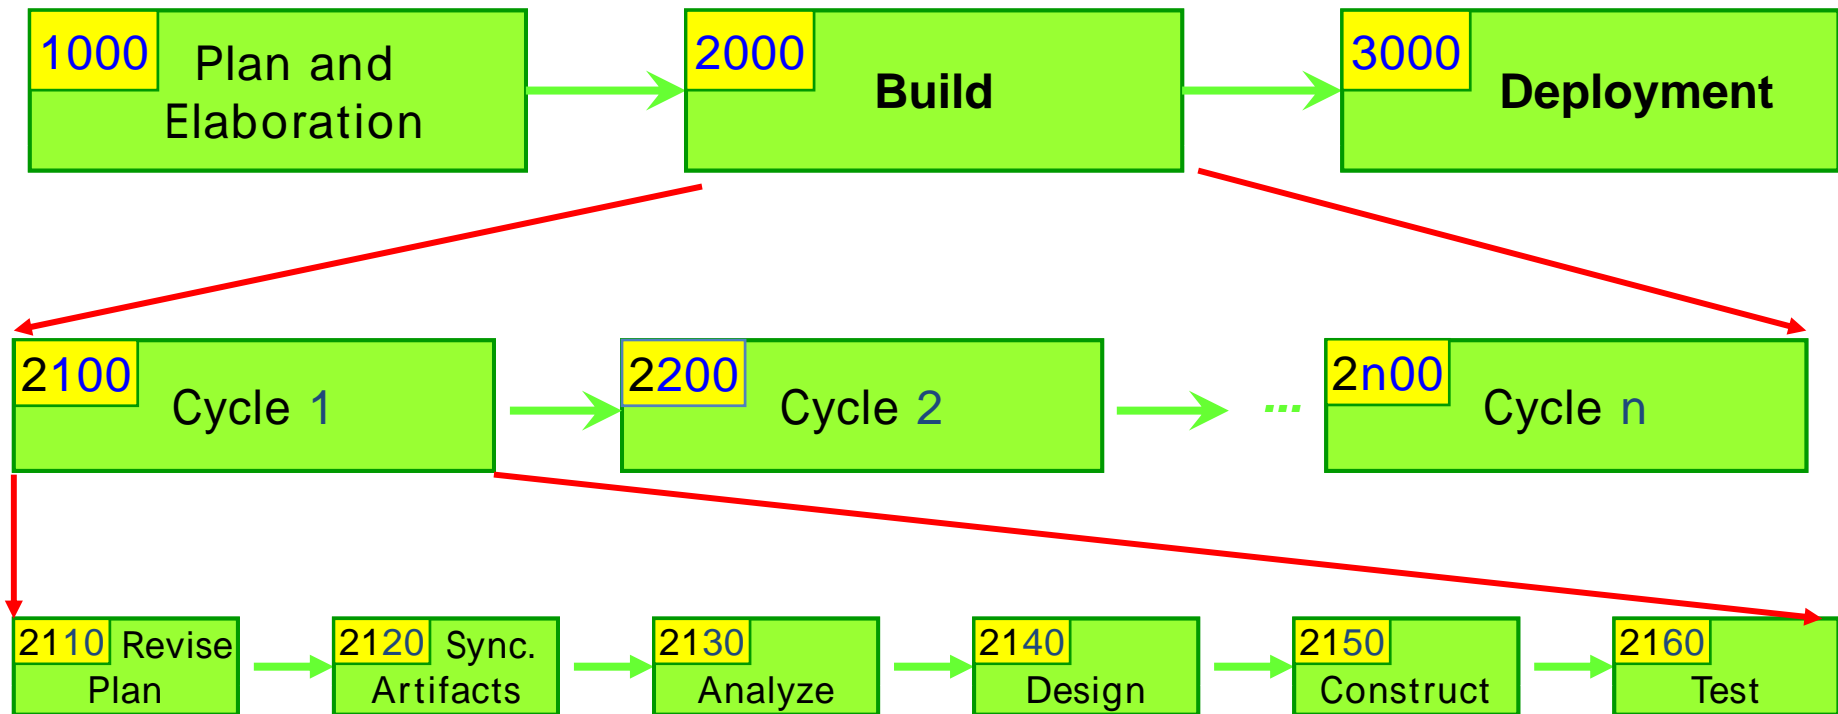 1000 Plan and
Elaboration
2000
Build
3000
Deployment
2100
Cycle 1
2200
Cycle 2
...
2n00
Cycle n
2110 Revise
Plan
2120 Sync.
Artifacts
2130
Analyze
2140
Design
2150
Construct
2160
Test